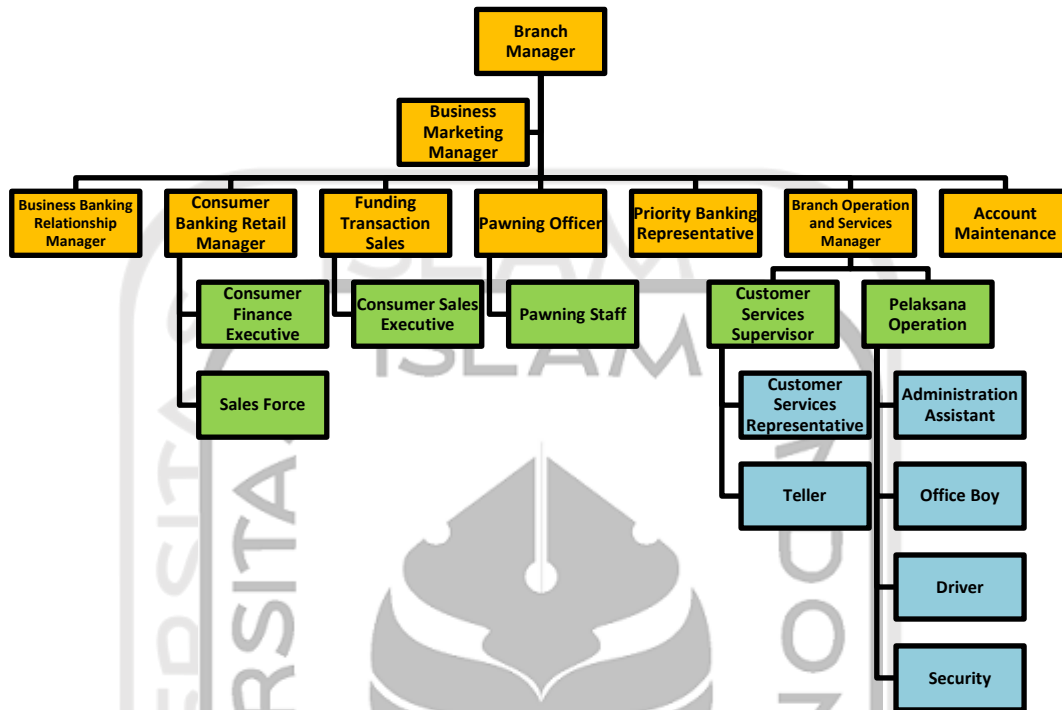 Branch
Manager
Business
Marketing
Manager
Business Banking
Relationship
Manager
Consumer
Banking Retail
Manager
Funding
Transaction
Sales
Pawning Officer
Priority Banking
Representative
Branch Operation
and Services
Manager
Account
Maintenance
Consumer
Finance
Executive
Consumer Sales
Executive
Pawning Staff
Customer
Services
Supervisor
Pelaksana
Operation
Sales Force
Customer
Services
Representative
Administration
Assistant
Teller
Office Boy
Driver
Security
ISLAM